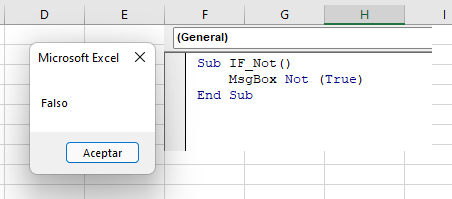 D E F G H I
Microsoft Excel
Falso
Aceptar
(General)
Sub IF_Not()
MsgBox Not (True)
End Sub